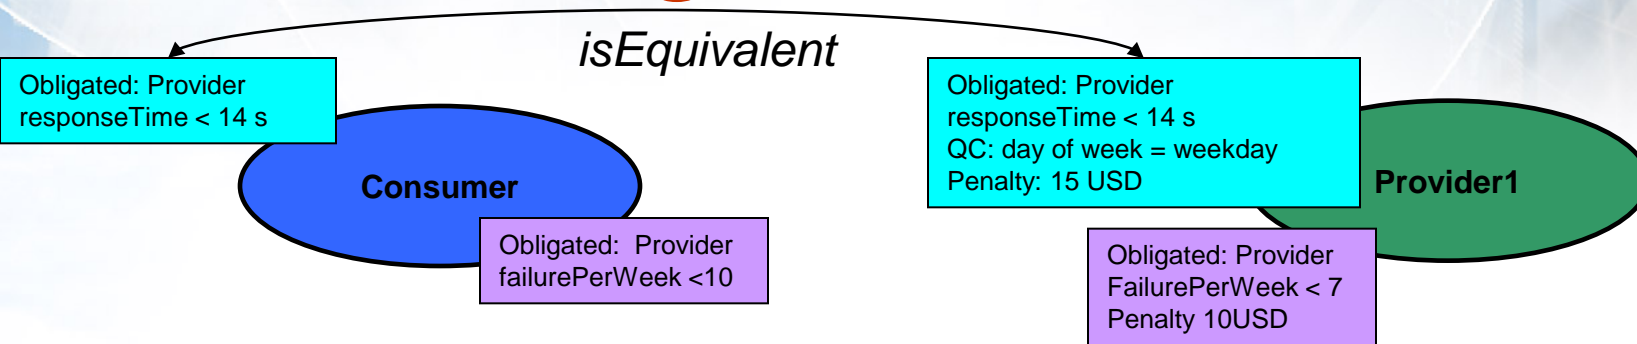 isEquivalent
Obligated: Provider
responseTime < 14 s
Consumer
Obligated:  Provider
failurePerWeek <10
Obligated: Provider
responseTime < 14 s
QC: day of week = weekday
Penalty: 15 USD
Provider1
Obligated: Provider
FailurePerWeek < 7
Penalty 10USD